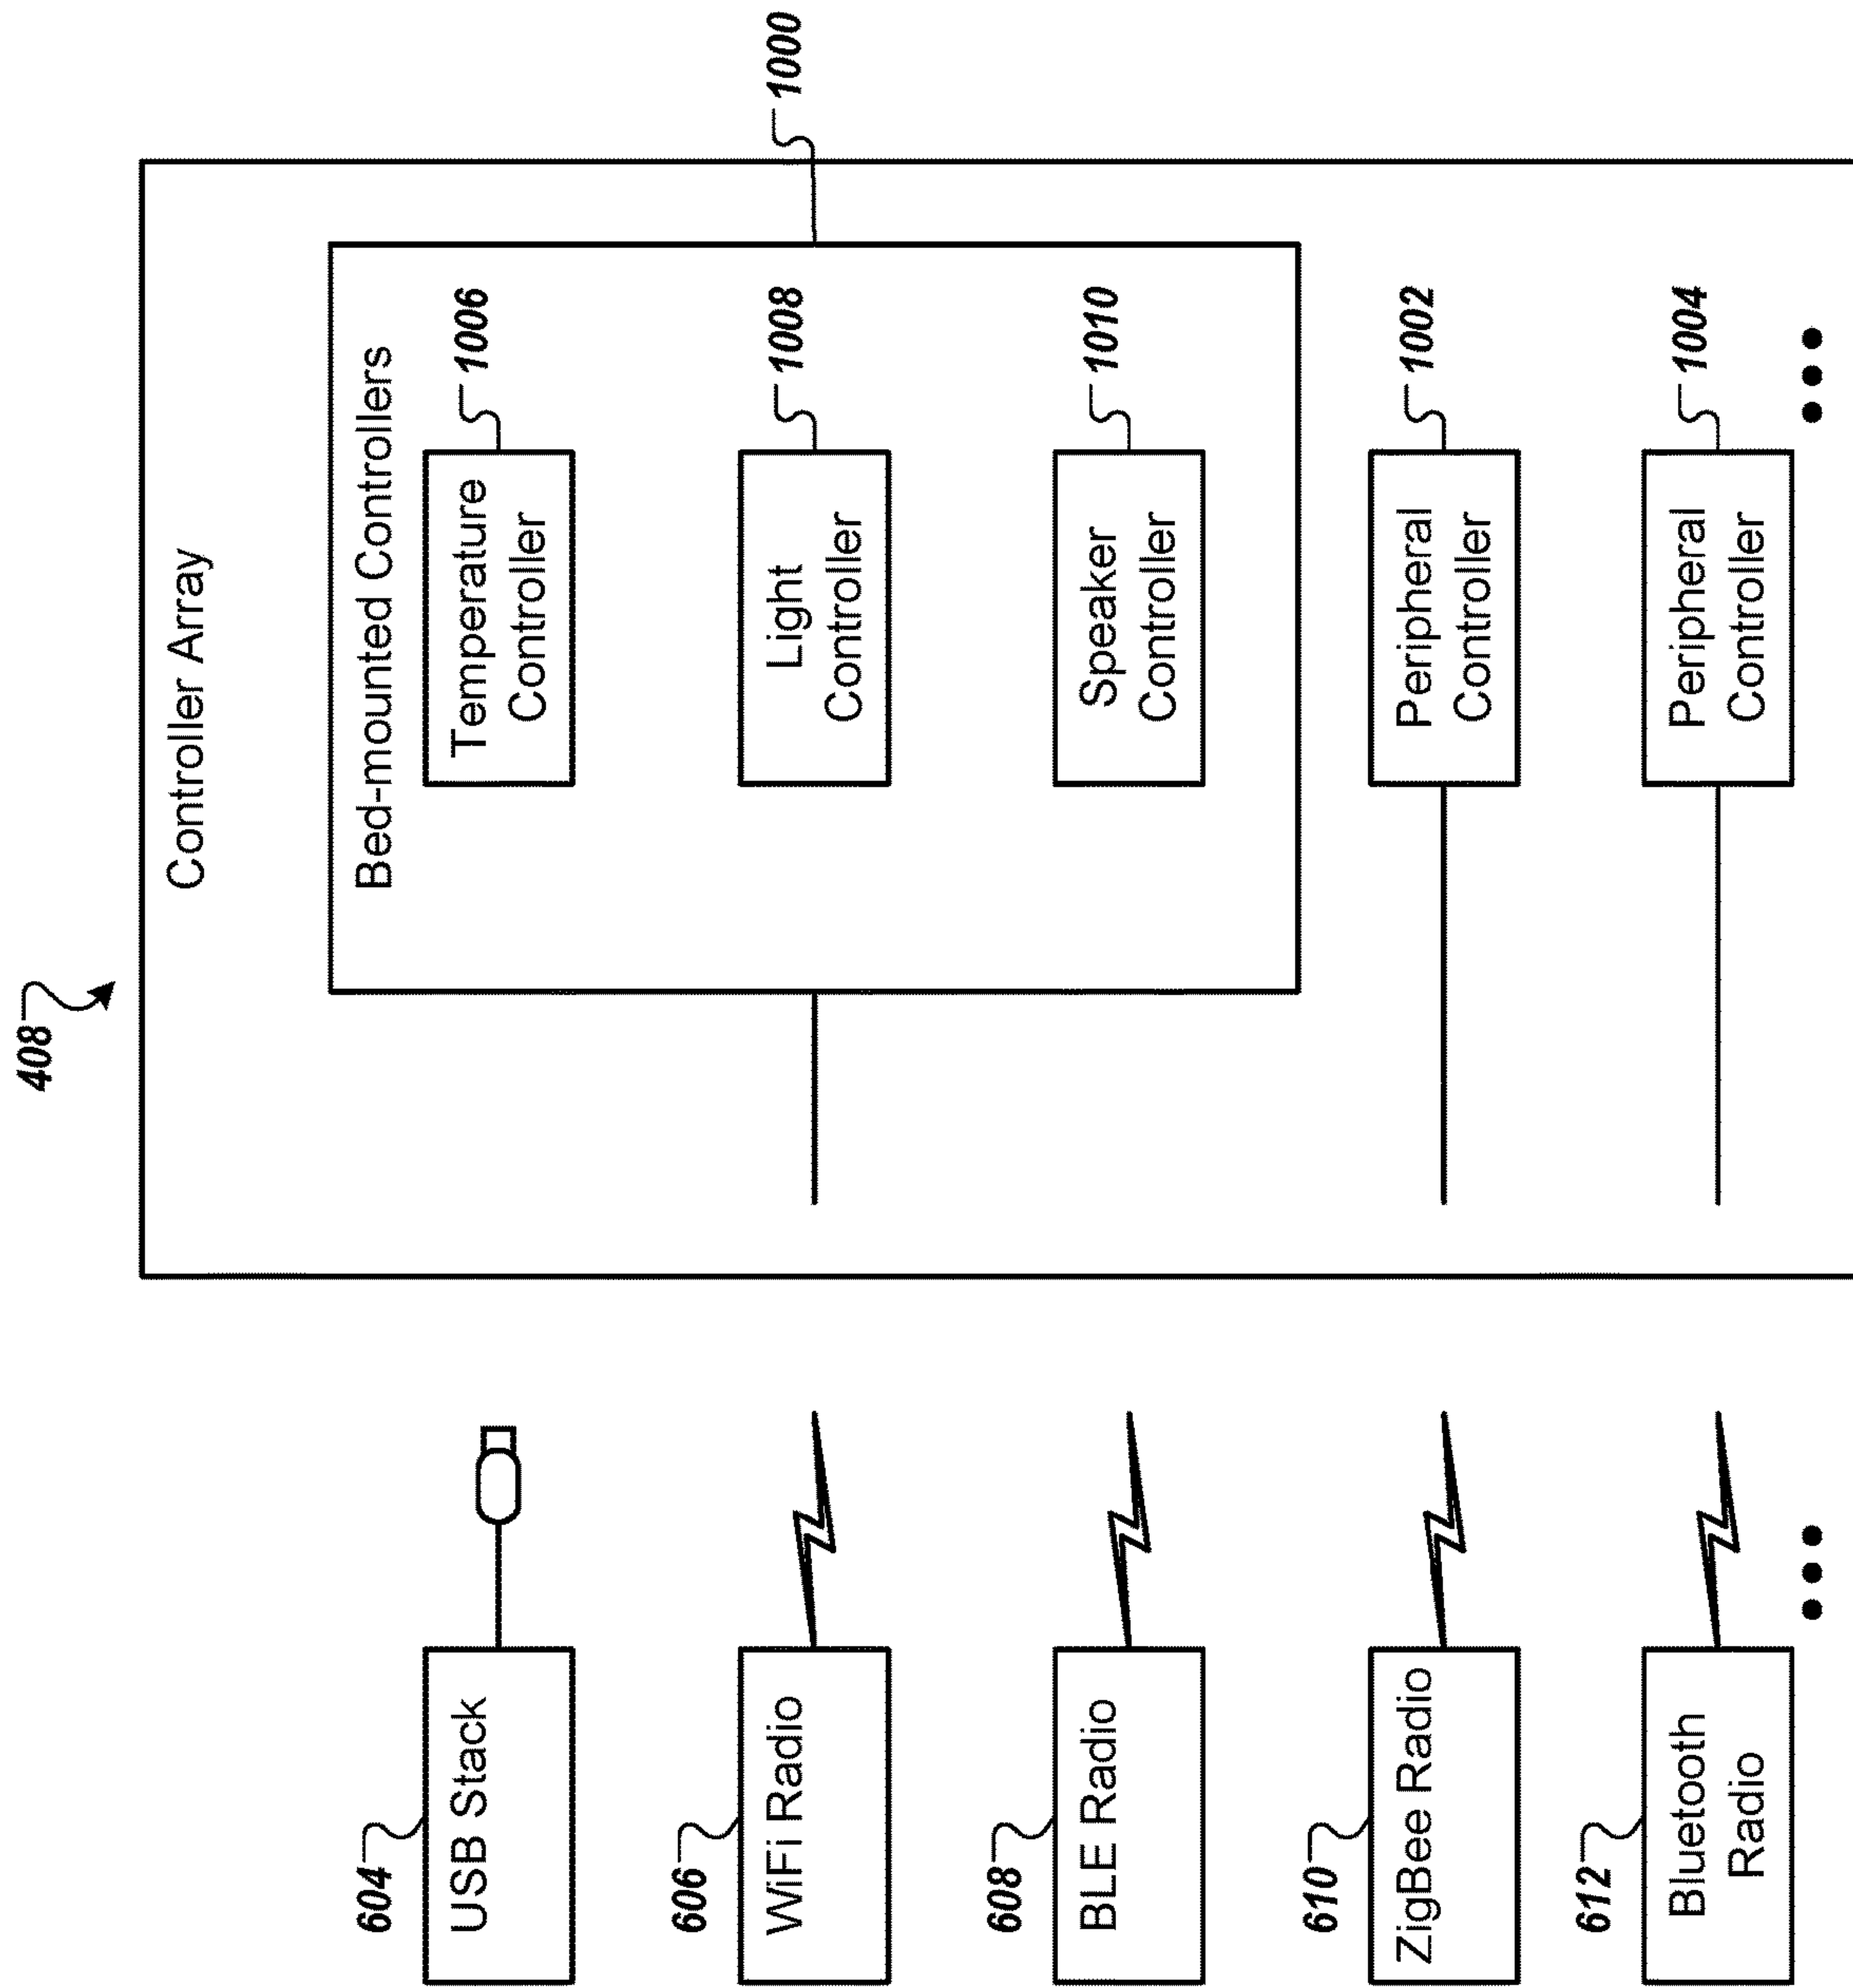 408
Controller Array
604
USB Stack
606
WiFi Radio
608
BLE Radio
610
ZigBee Radio
612
Bluetooth
Radio
Bed-mounted Controllers
1000
Temperature
Controller
1006
Light
Controller
1008
Speaker
Controller
1010
Peripheral
Controller
1002
Peripheral
Controller
1004